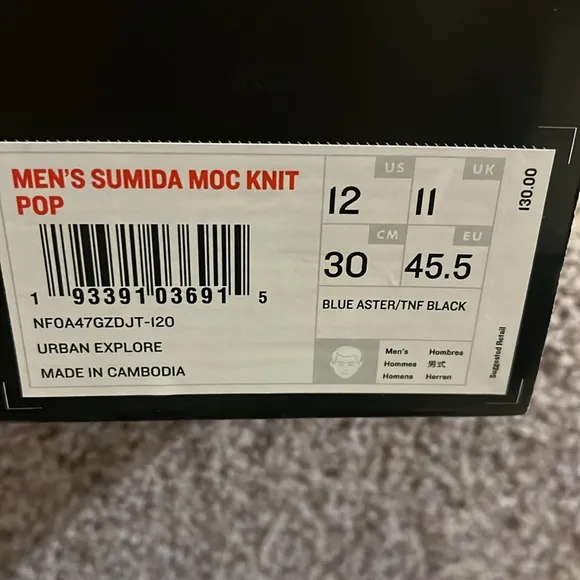 MEN'S SUMIDA MOC KNIT
POP
1 93391 03691 5
NF0A47GZDJT-120
URBAN EXPLORE
MADE IN CAMBODIA
US
12
UK
11
CM
30
EU
45.5
BLUE ASTER/TNF BLACK
Men's Hombres
Hommes 男式
Homens Herren
130.00
Suggested Retail